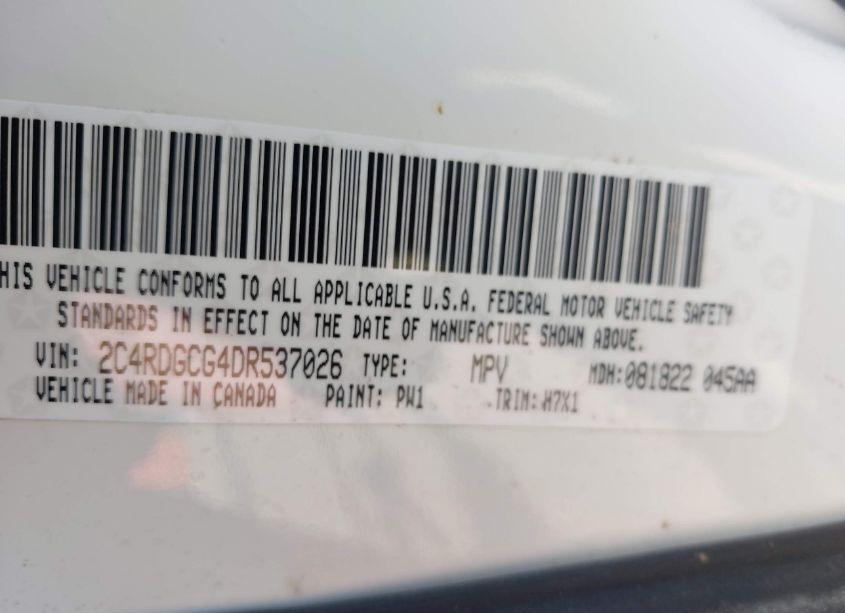 HIS VEHICLE CONFORMS TO ALL APPLICABLE U.S.A. FEDERAL MOTOR VEHICLE SAFETY
STANDARDS IN EFFECT ON THE DATE OF MANUFACTURE SHOWN ABOVE.
VIN: 2C4RDGCG4DR537026 TYPE: MPV MDH:081822 045AA
VEHICLE MADE IN CANADA PAINT: PW1 TRIM: H7X1